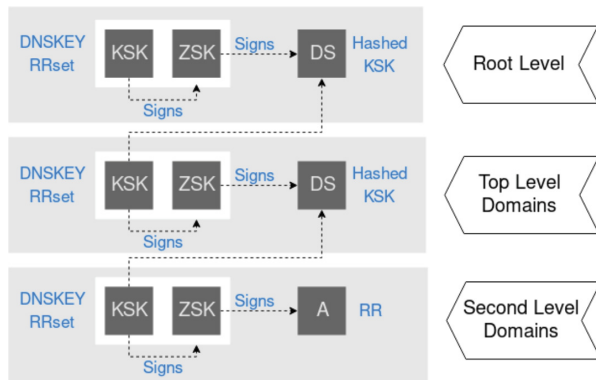 DNSKEY
RRset
KSK
ZSK
Signs
DS
Hashed
KSK
Signs
Root Level
DNSKEY
RRset
KSK
ZSK
Signs
DS
Hashed
KSK
Signs
Top Level
Domains
DNSKEY
RRset
KSK
ZSK
Signs
A
RR
Signs
Second Level
Domains